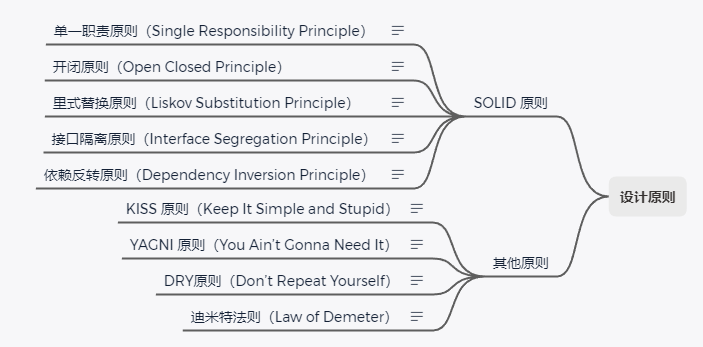 单一职责原则（Single Responsibility Principle）
开闭原则（Open Closed Principle）
里式替换原则（Liskov Substitution Principle）
SOLID 原则
接口隔离原则（Interface Segregation Principle）
依赖反转原则（Dependency Inversion Principle）
设计原则
KISS 原则（Keep It Simple and Stupid）
YAGNI 原则（You Ain't Gonna Need It）
其他原则
DRY原则（Don't Repeat Yourself）
迪米特法则（Law of Demeter）